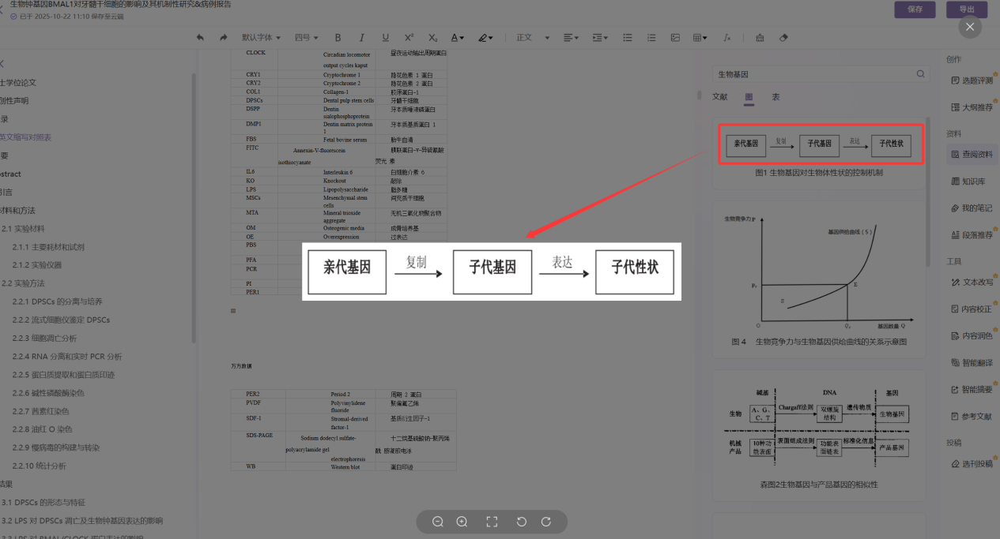 生物钟基因BMAL1对牙髓干细胞的影响及其机制性研究&病例报告
已于 2025-10-22 11:10 保存至云端
保存
导出
默认字体
四号
B
I
U
X²
X₂
A
正文
士学位论文
创性声明
录
英文缩写对照表
要
stract
引言
材料和方法
2.1 实验材料
2.1.1 主要耗材和试剂
2.1.2 实验仪器
2.2 实验方法
2.2.1 DPSCs 的分离与培养
2.2.2 流式细胞仪鉴定 DPSCs
2.2.3 细胞凋亡分析
2.2.4 RNA 分离和实时 PCR 分析
2.2.5 蛋白质提取和蛋白质印迹
2.2.6 碱性磷酸酶染色
2.2.7 茜素红染色
2.2.8 油红 O 染色
2.2.9 慢病毒的构建与转染
2.2.10 统计分析
结果
3.1 DPSCs 的形态与特征
3.2 LPS 对 DPSCs 凋亡及生物钟基因表达的影响
CLOCK Circadian locomotor 昼夜运动输出周期蛋白
output cycles kaput
CRY1 Cryptochrome 1 隐花色素 1 蛋白
CRY2 Cryptochrome 2 隐花色素 2 蛋白
COL1 Collagen-1 胶原蛋白-1
DPSCs Dental pulp stem cells 牙髓干细胞
DSPP Dentin 牙本质唾液磷蛋白
sialophosphoprotein
DMP1 Dentin matrix protein 牙本质基质蛋白 1
1
FBS Fetal bovine serum 胎牛血清
FITC Annexin-V-fluorescein 膜联蛋白-V-异硫氰酸
isothiocyanate 荧光 素
IL6 Interleukin 6 白细胞介素 6
KO Knockout 敲除
LPS Lipopolysaccharide 脂多糖
MSCs Mesenchymal stem 间充质干细胞
cells
MTA Mineral trioxide 无机三氧化物聚合物
aggregate
OM Osteogenic media 成骨培养基
OE Overexpression 过表达
PBS
PFA
PCR
PI
PER1
亲代基因 复制 子代基因 表达 子代性状
万方数据
PER2 Period 2 周期 2 蛋白
PVDF Polyvinylidene 聚偏氟乙烯
fluoride
SDF-1 Stromal-derived 基质衍生因子-1
factor-1
SDS-PAGE Sodium dodecyl sulfate- 十二烷基硫酸钠-聚丙烯
polyacrylamide gel 酰 胺凝胶电泳
electrophoresis
WB Western blot 蛋白印迹
生物基因
文献 图 表
亲代基因 复制 子代基因 表达 子代性状
图1 生物基因对生物体性状的控制机制
生物竞争力P
基因供给曲线 ( S )
E
O
基因数量 Q
图 4 生物竞争力与生物基因供给曲线的关系示意图
碱基 DNA 基因
生物 A、G、C、T Chargaff法则 双螺旋结构 遗传物质 生物基因
机械产品 10种功能表面 表面组成法则 功能表面链表 标准化信息 产品基因
森图2生物基因与产品基因的相似性
创作
选题评测
大纲推荐
资料
查阅资料
知识库
我的笔记
段落推荐
工具
文本改写
内容校正
内容润色
智能翻译
智能摘要
参考文献
投稿
选刊投稿